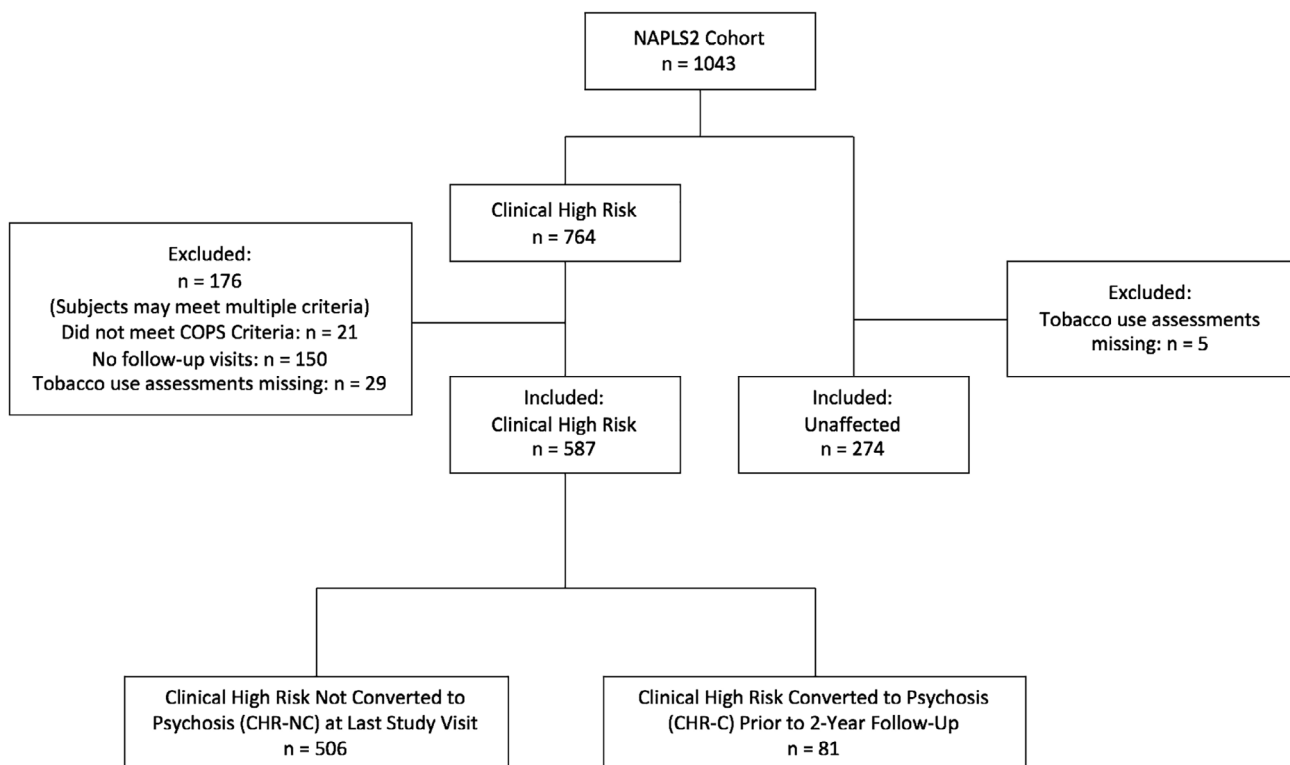 NAPLS2 Cohort
n = 1043
Clinical High Risk
n = 764
Excluded:
n = 176
(Subjects may meet multiple criteria)
Did not meet COPS Criteria: n = 21
No follow-up visits: n = 150
Tobacco use assessments missing: n = 29
Excluded:
Tobacco use assessments
missing: n = 5
Included:
Clinical High Risk
n = 587
Included:
Unaffected
n = 274
Clinical High Risk Not Converted to
Psychosis (CHR-NC) at Last Study Visit
n = 506
Clinical High Risk Converted to Psychosis
(CHR-C) Prior to 2-Year Follow-Up
n = 81